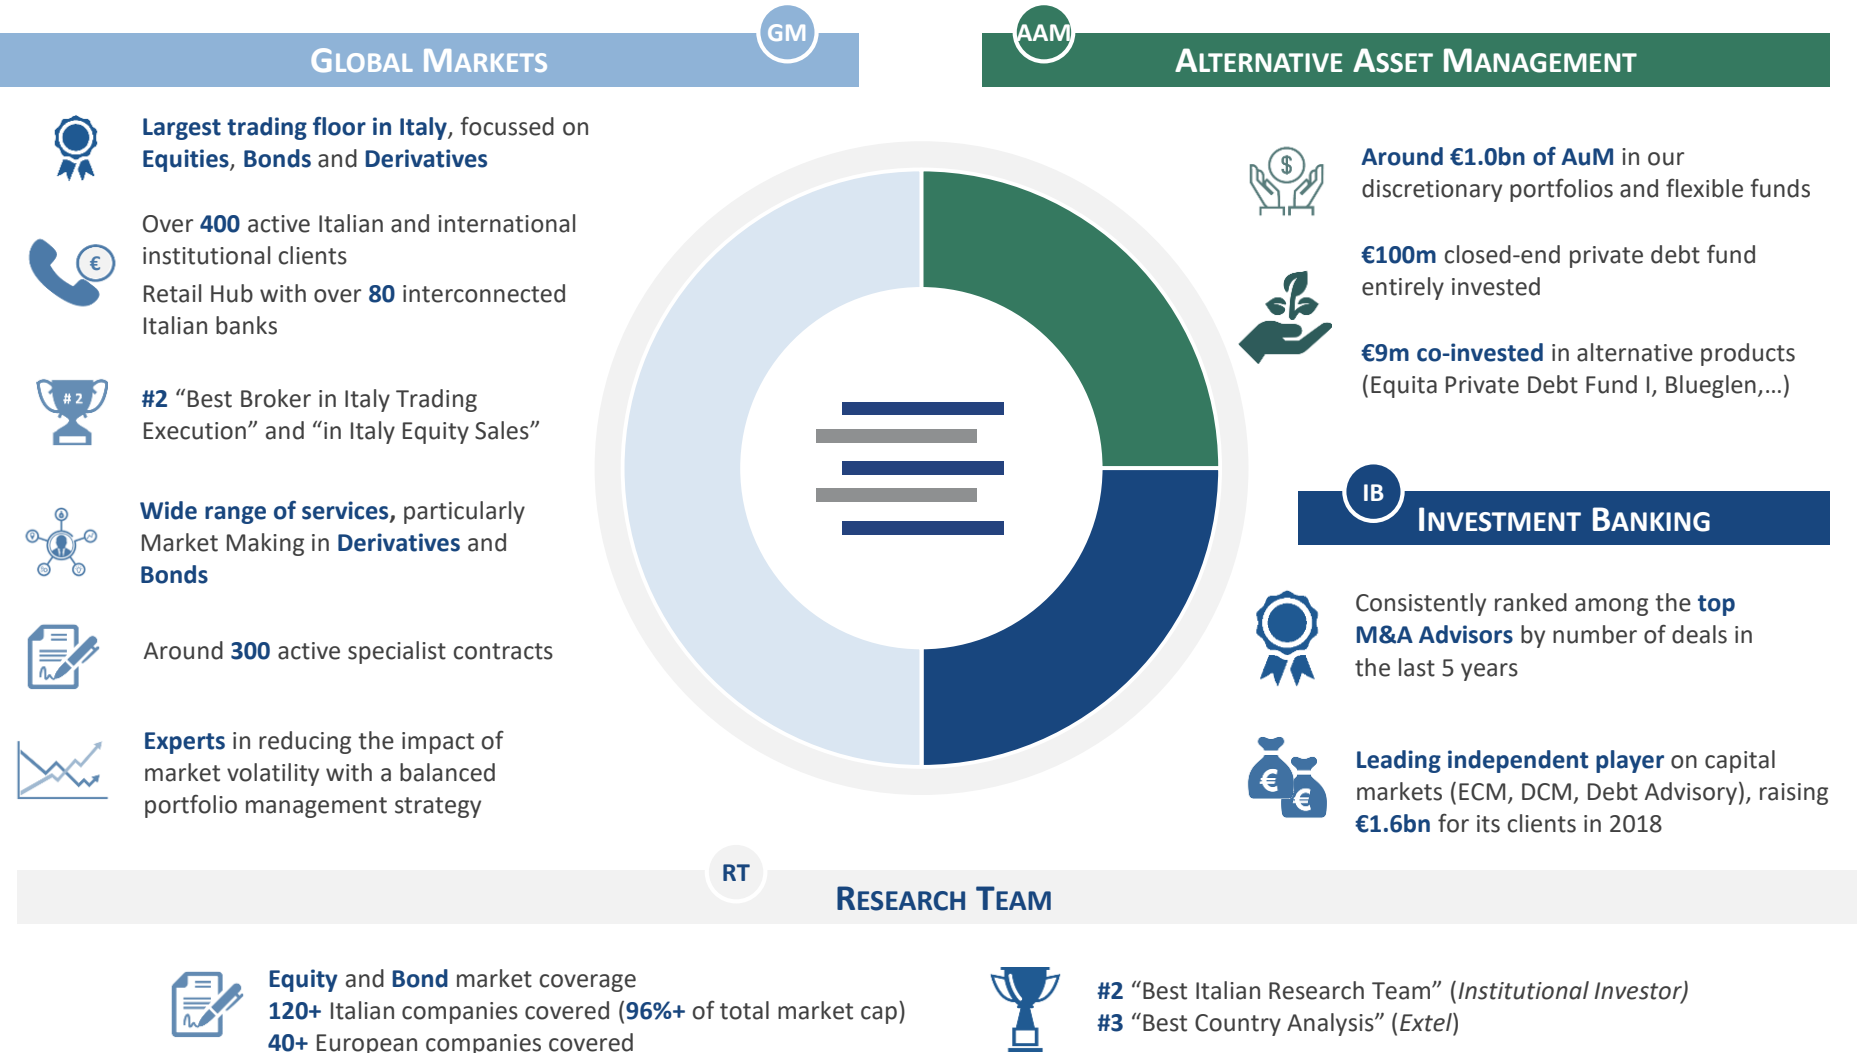 GM
GLOBAL MARKETS
Largest trading floor in Italy, focussed on
Equities, Bonds and Derivatives
€
Over 400 active Italian and international
institutional clients
Retail Hub with over 80 interconnected
Italian banks
#2
#2 “Best Broker in Italy Trading
Execution” and “in Italy Equity Sales”
Wide range of services, particularly
Market Making in Derivatives and
Bonds
Around 300 active specialist contracts
Experts in reducing the impact of
market volatility with a balanced
portfolio management strategy
AAM
ALTERNATIVE ASSET MANAGEMENT
$
Around €1.0bn of AuM in our
discretionary portfolios and flexible funds
€100m closed-end private debt fund
entirely invested
€9m co-invested in alternative products
(Equita Private Debt Fund I, Blueglen,...)
IB
INVESTMENT BANKING
Consistently ranked among the top
M&A Advisors by number of deals in
the last 5 years
€
€
Leading independent player on capital
markets (ECM, DCM, Debt Advisory), raising
€1.6bn for its clients in 2018
RT
RESEARCH TEAM
Equity and Bond market coverage
120+ Italian companies covered (96%+ of total market cap)
40+ European companies covered
#2 “Best Italian Research Team” (Institutional Investor)
#3 “Best Country Analysis” (Extel)